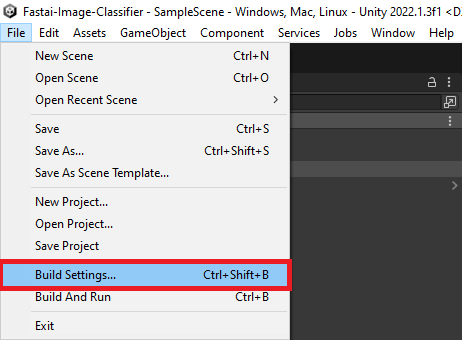 Fastai-Image-Classifier - SampleScene - Windows, Mac, Linux - Unity 2022.1.3f1 <D
File Edit Assets GameObject Component Services Jobs Window Help
New Scene Ctrl+N
Open Scene Ctrl+O
Open Recent Scene
Save Ctrl+S
Save As... Ctrl+Shift+S
Save As Scene Template...
New Project...
Open Project...
Save Project
Build Settings... Ctrl+Shift+B
Build And Run Ctrl+B
Exit